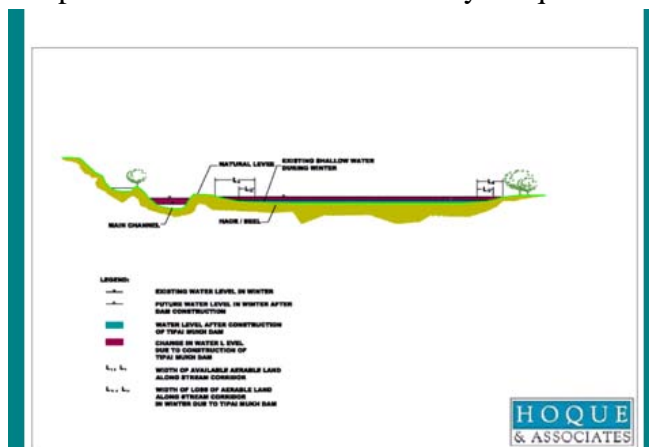 NATURAL LEVEE
EXISTING SHALLOW WATER
DURING WINTER
MAIN CHANNEL
HAOR / BEEL
LEGEND:
EXISTING WATER LEVEL IN WINTER
FUTURE WATER LEVEL IN WINTER AFTER
DAM CONSTRUCTION
WATER LEVEL AFTER CONSTRUCTION
OF TIPAI MUKH DAM
CHANGE IN WATER L EVEL
DUE TO CONSTRUCTION OF
TIPAI MUKH DAM
WIDTH OF AVAILABLE AERABLE LAND
ALONG STREAM CORRIDOR
WIDTH OF LOSS OF AERABLE LAND
ALONG STREAM CORRIDOR
IN WINTER DUE TO TIPAI MUKH DAM
HOQUE
& ASSOCIATES